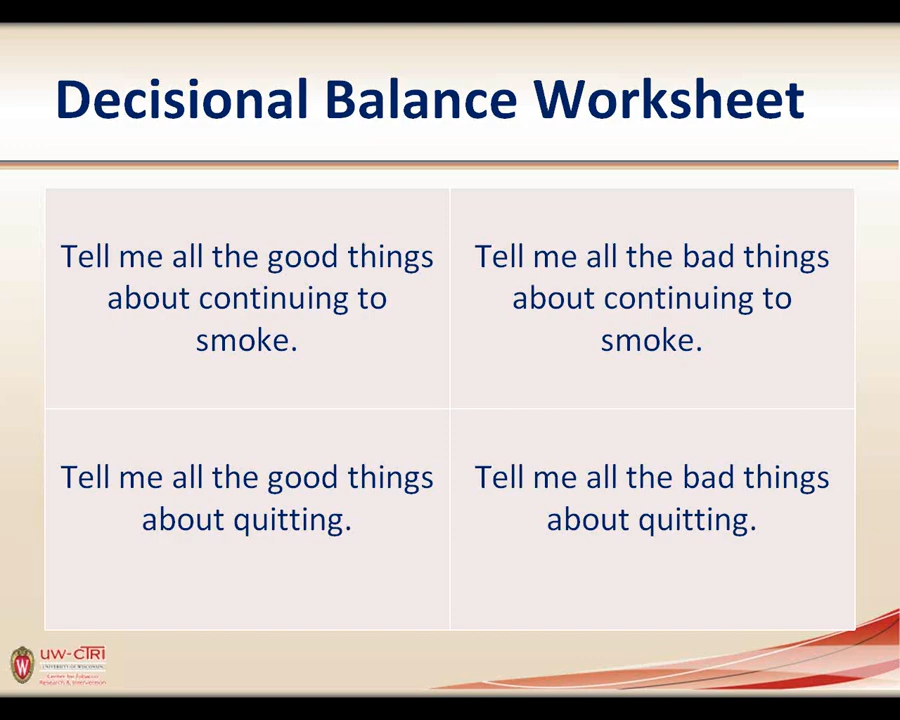 Decisional Balance Worksheet
Tell me all the good things
about continuing to
smoke.
Tell me all the bad things
about continuing to
smoke.
Tell me all the good things
about quitting.
Tell me all the bad things
about quitting.
W
UW-CTRI
UNIVERSITY OF WISCONSIN
Center for Tobacco
Research & Intervention